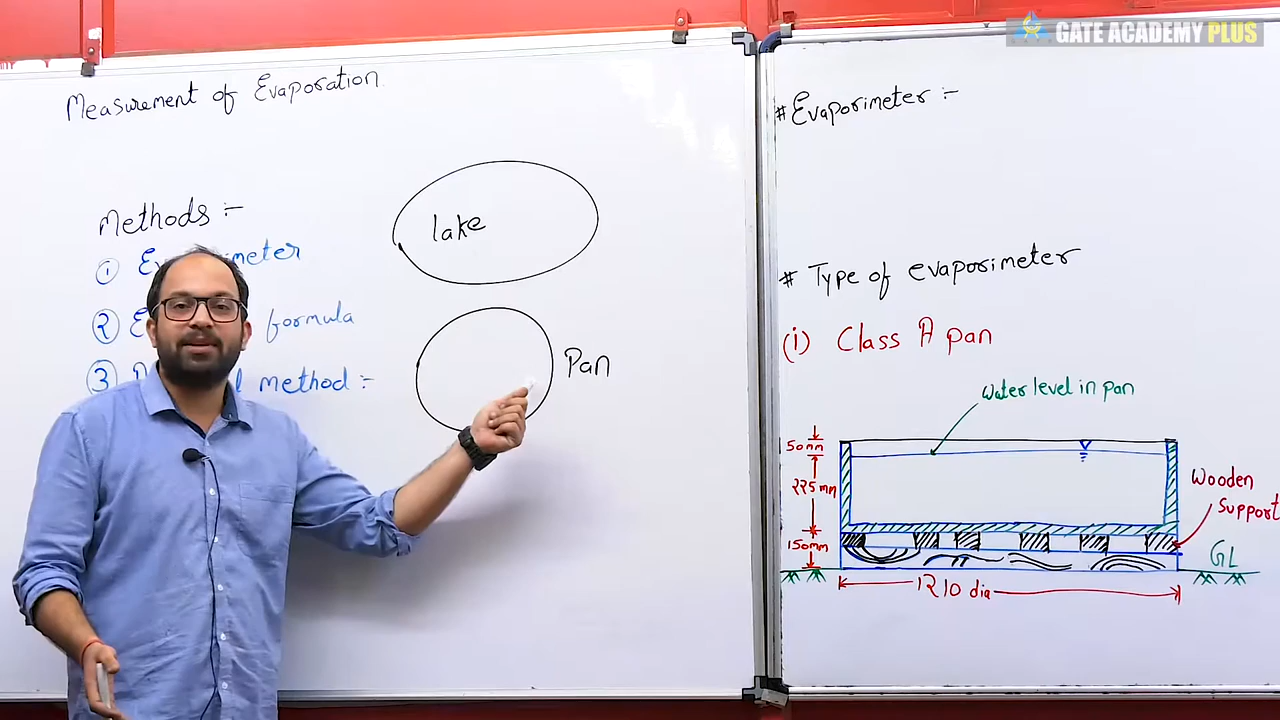 GATE ACADEMY PLUS
Measurement of Evaporation
Methods :-
①
②
formula
③
method :-
lake
Pan
# Evaporimeter :-
# Type of evaporimeter
(i) Class A pan
water level in pan
50mm
225mm
150mm
Wooden
Support
GL
1210 dia